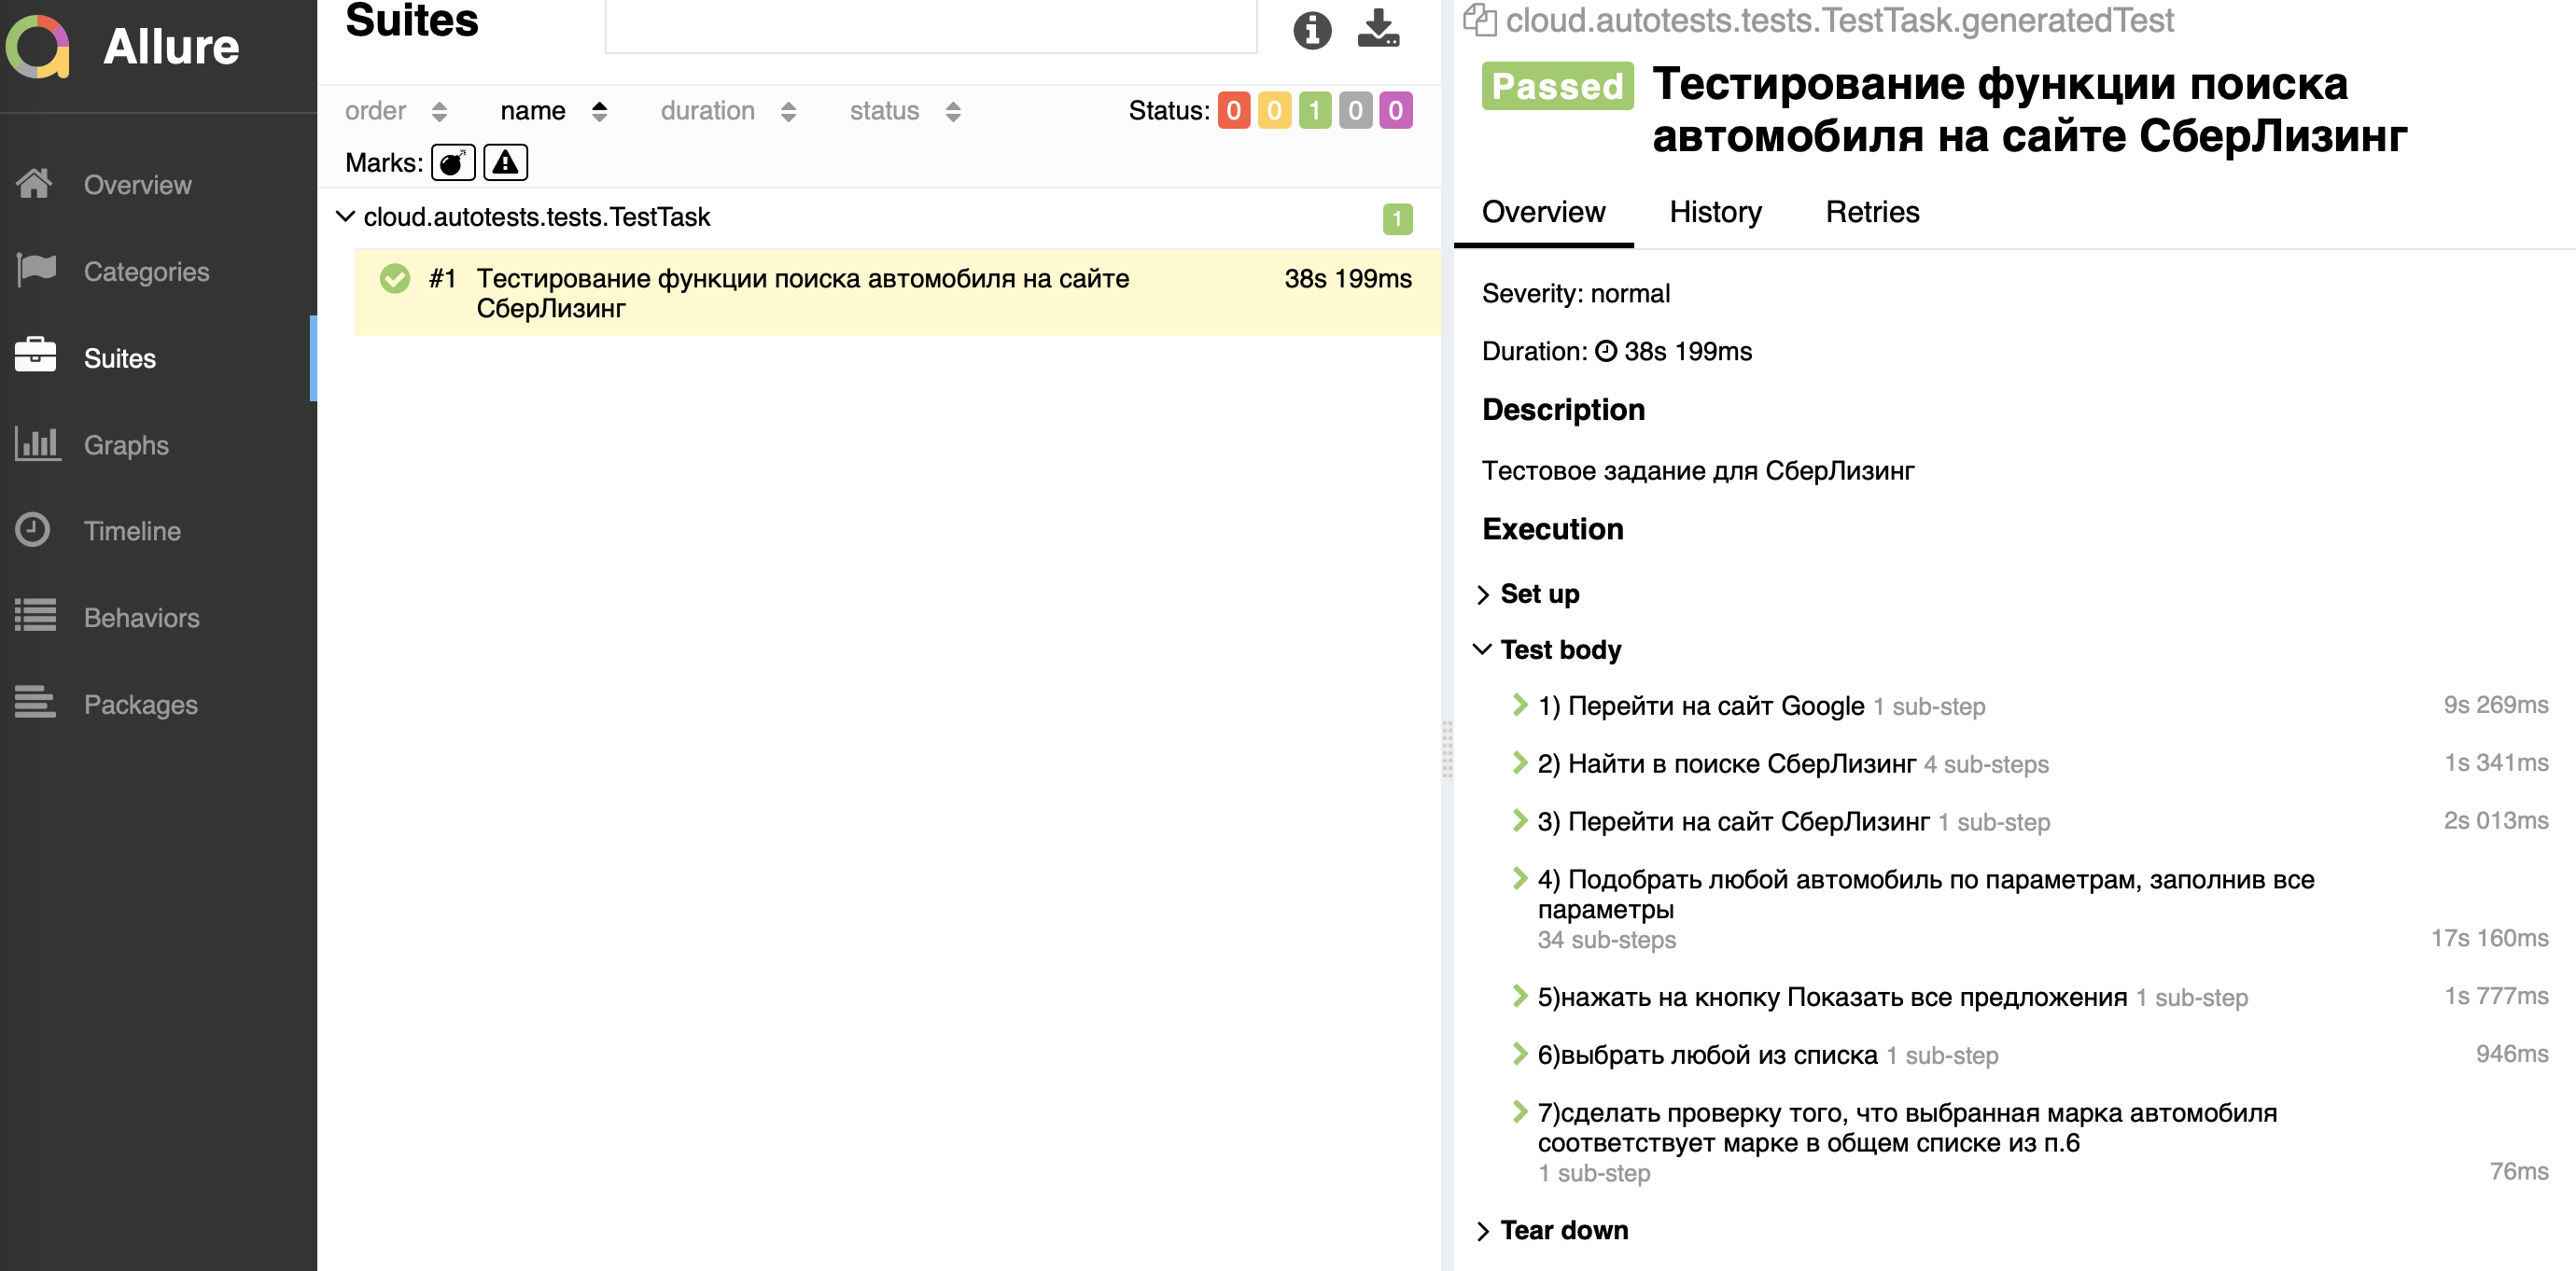 Allure
Overview
Categories
Suites
Graphs
Timeline
Behaviors
Packages
Suites
order name duration status Status: 0 0 1 0 0
Marks:
cloud.autotests.tests.TestTask 1
#1 Тестирование функции поиска автомобиля на сайте 38s 199ms
СберЛизинг
cloud.autotests.tests.TestTask.generatedTest
Passed Тестирование функции поиска
автомобиля на сайте СберЛизинг
Overview History Retries
Severity: normal
Duration: 38s 199ms
Description
Тестовое задание для СберЛизинг
Execution
Set up
Test body
1) Перейти на сайт Google 1 sub-step 9s 269ms
2) Найти в поиске СберЛизинг 4 sub-steps 1s 341ms
3) Перейти на сайт СберЛизинг 1 sub-step 2s 013ms
4) Подобрать любой автомобиль по параметрам, заполнив все
параметры
34 sub-steps 17s 160ms
5)нажать на кнопку Показать все предложения 1 sub-step 1s 777ms
6)выбрать любой из списка 1 sub-step 946ms
7)сделать проверку того, что выбранная марка автомобиля
соответствует марке в общем списке из п.6
1 sub-step 76ms
Tear down